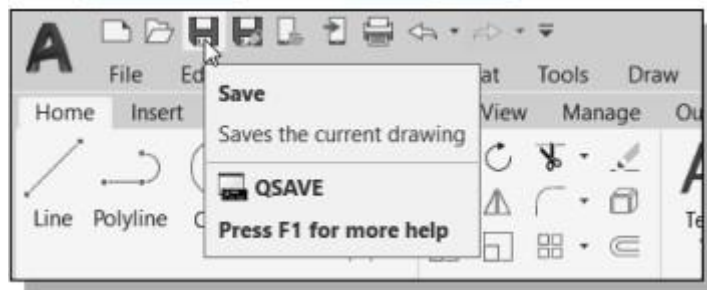 A
File Ed at Tools Draw
Home Insert View Manage Ou
Save
Saves the current drawing
QSAVE
Press F1 for more help
Line Polyline C
A
Te